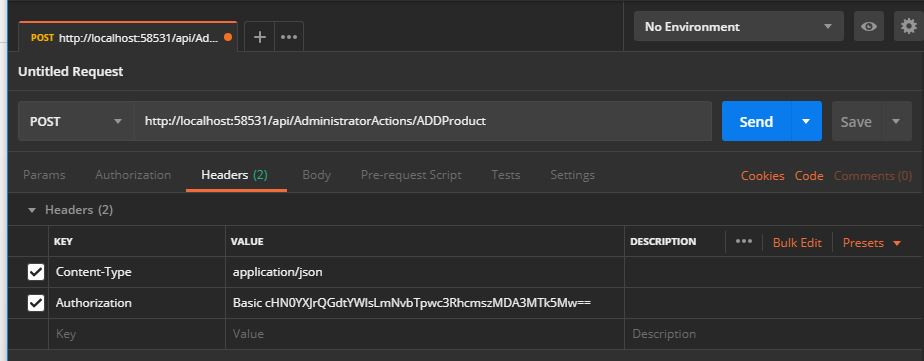 POST http://localhost:58531/api/Ad... + ••• No Environment
Untitled Request
POST http://localhost:58531/api/AdministratorActions/ADDProduct Send Save
Params Authorization Headers (2) Body Pre-request Script Tests Settings Cookies Code Comments (0)
Headers (2)
KEY VALUE DESCRIPTION ••• Bulk Edit Presets
Content-Type application/json
Authorization Basic cHN0YXJrQGdtYWlsLmNvbTpwc3RhcmszMDA3MTk5Mw==
Key Value Description